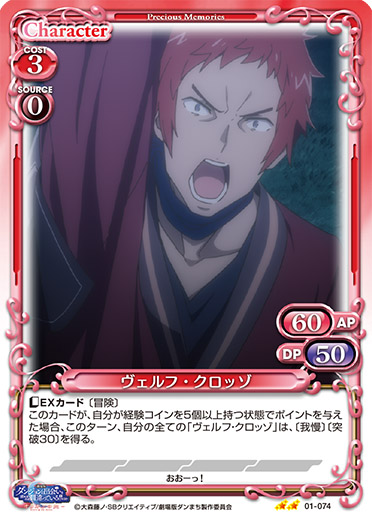 Precious Memories
Character
COST
3
SOURCE
0
60 AP
DP 50
ヴェルフ・クロッゾ
EXカード 〔冒険〕
このカードが、自分が経験コインを5個以上持つ状態でポイントを与え
た場合、このターン、自分の全ての「ヴェルフ・クロッゾ」は、〔我慢〕〔突
破30〕を得る。
おおーっ!
©大森藤ノ・SBクリエイティブ/劇場版ダンまち製作委員会
01-074